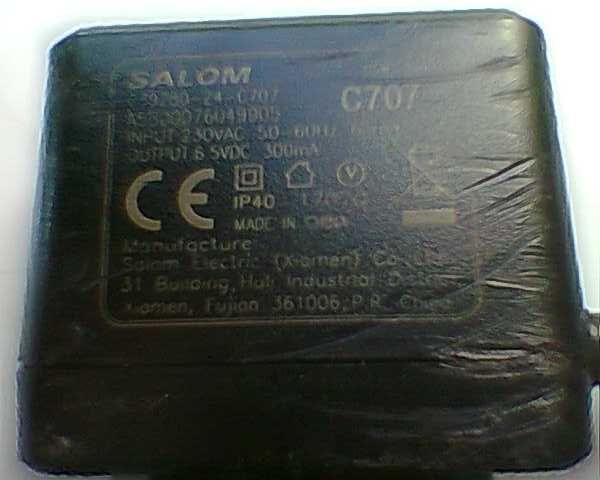 SALOM
C707
INPUT 230VAC 50-60Hz
OUTPUT 6.5VDC 300mA
CE
IP40
V
MADE IN CHINA
Manufacture
Salom Electric (Xiamen) Co.
31 Building, Huli Industrial District
Xiamen, Fujian 361006, P.R. China